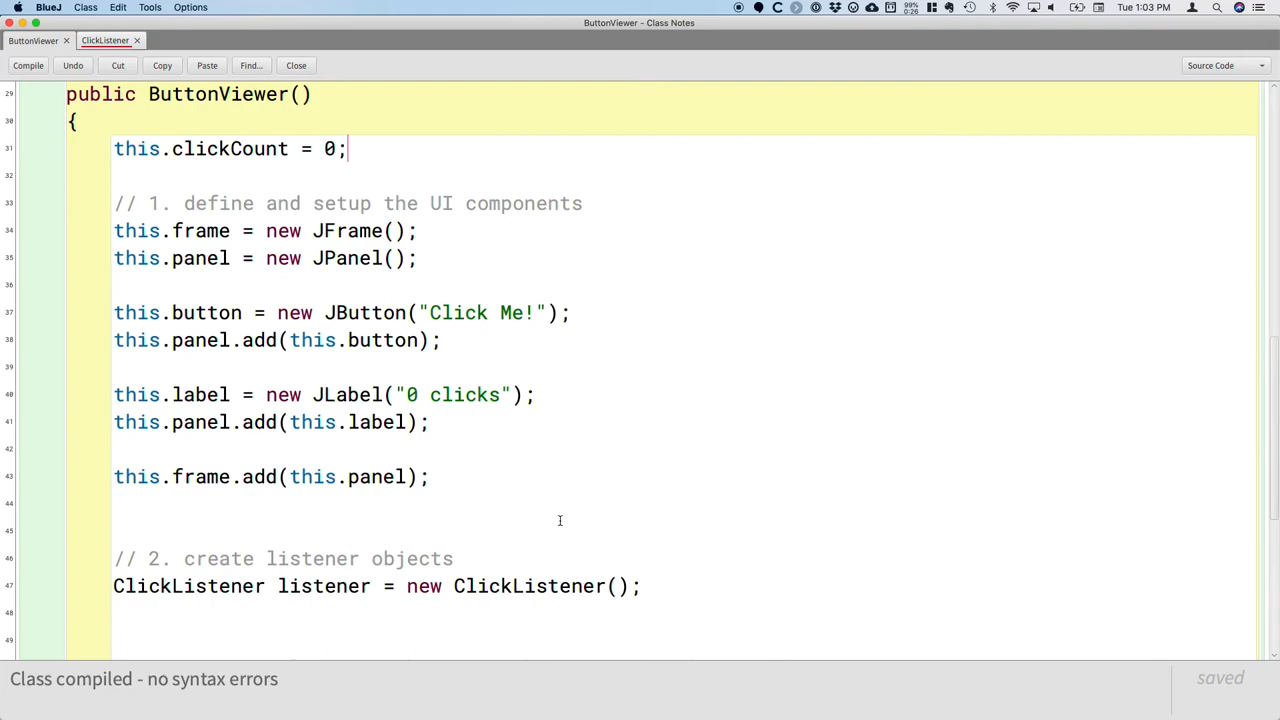 BlueJ Class Edit Tools Options 99% 0:26 Tue 1:03 PM
ButtonViewer - Class Notes
ButtonViewer × ClickListener ×
Compile Undo Cut Copy Paste Find... Close Source Code
29 public ButtonViewer()
30 {
31 this.clickCount = 0;
32
33 // 1. define and setup the UI components
34 this.frame = new JFrame();
35 this.panel = new JPanel();
36
37 this.button = new JButton("Click Me!");
38 this.panel.add(this.button);
39
40 this.label = new JLabel("0 clicks");
41 this.panel.add(this.label);
42
43 this.frame.add(this.panel);
44
45
46 // 2. create listener objects
47 ClickListener listener = new ClickListener();
48
49
Class compiled - no syntax errors saved